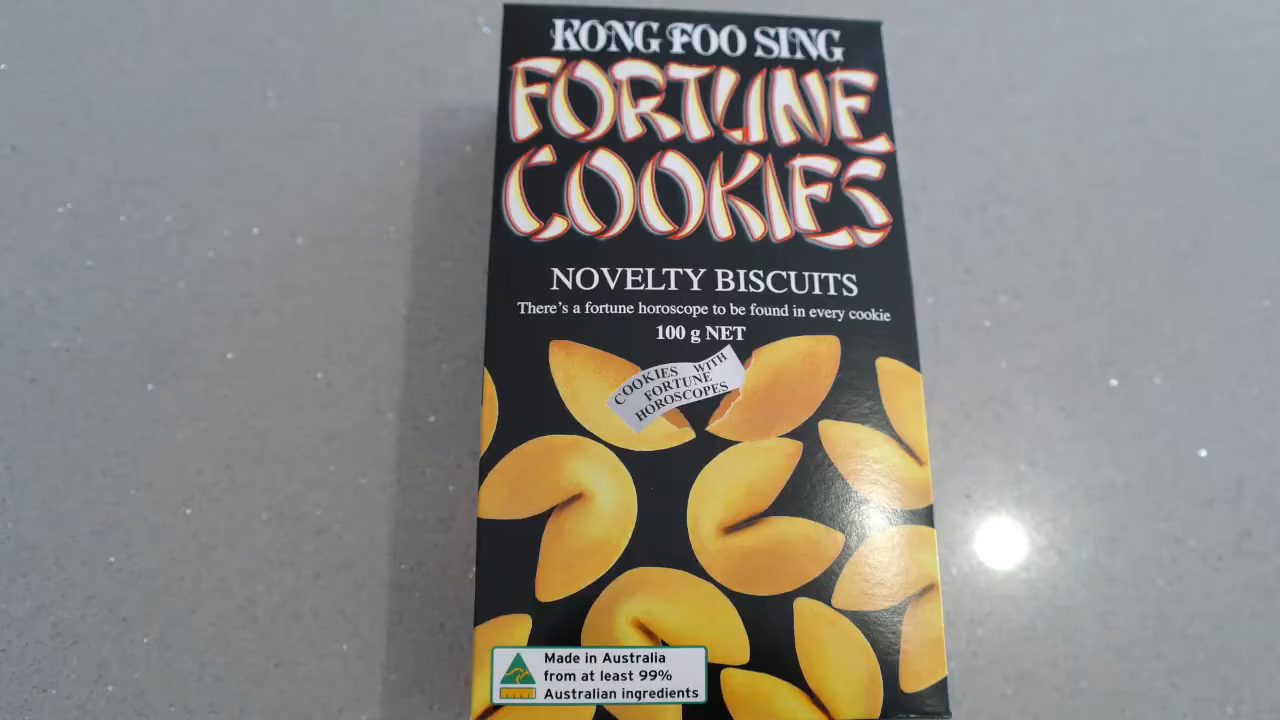 KONG FOO SING
FORTUNE
COOKIES
NOVELTY BISCUITS
There's a fortune horoscope to be found in every cookie
100 g NET
COOKIES WITH
FORTUNE
HOROSCOPES
Made in Australia
from at least 99%
Australian ingredients